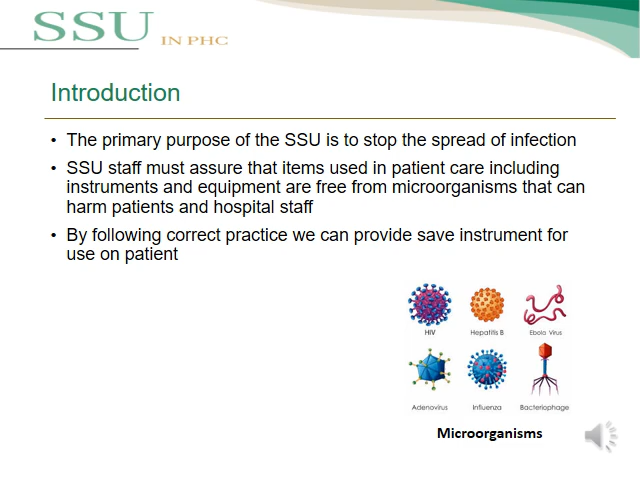 SSU IN PHC
Introduction
• The primary purpose of the SSU is to stop the spread of infection
• SSU staff must assure that items used in patient care including
instruments and equipment are free from microorganisms that can
harm patients and hospital staff
• By following correct practice we can provide save instrument for
use on patient
HIV Hepatitis B Ebola Virus
Adenovirus Influenza Bacteriophage
Microorganisms